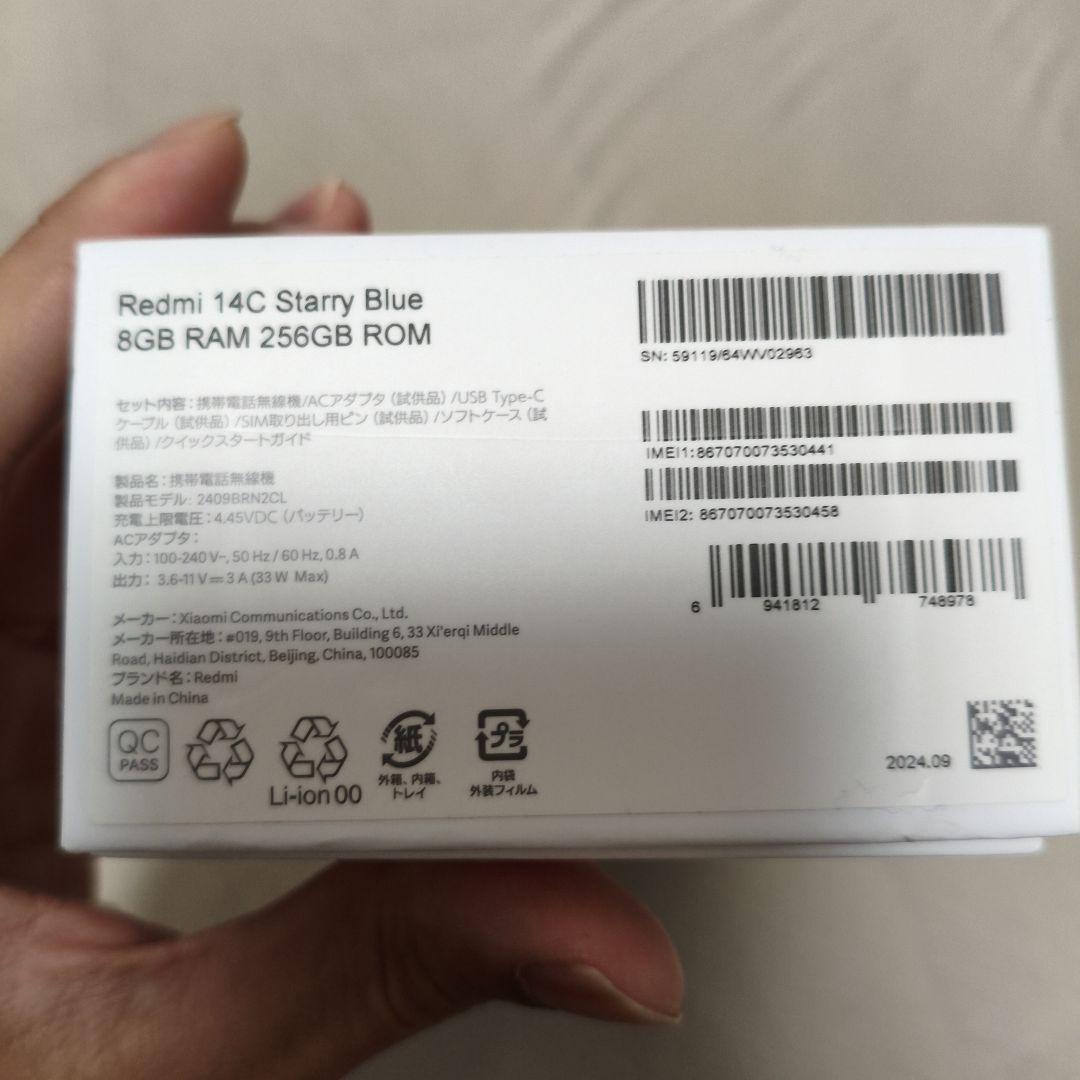 Redmi 14C Starry Blue
8GB RAM 256GB ROM
セット内容：携帯電話無線機/ACアダプタ（試供品）/USB Type-C
ケーブル（試供品）/SIM取り出し用ピン（試供品）/ソフトケース（試
供品）/クイックスタートガイド
製品名：携帯電話無線機
製品モデル: 2409BRN2CL
充電上限電圧：4.45VDC（バッテリー）
ACアダプタ：
入力：100-240 V~, 50 Hz / 60 Hz, 0.8 A
出力： 3.6-11 V⎓3 A (33 W Max)
メーカー：Xiaomi Communications Co., Ltd.
メーカー所在地：#019, 9th Floor, Building 6, 33 Xi'erqi Middle
Road, Haidian District, Beijing, China, 100085
ブランド名：Redmi
Made in China
QC
PASS
Li-ion 00
紙
外箱、内箱、
トレイ
プラ
内袋
外装フィルム
SN:
IMEI1:867070073530441
IMEI2: 867070073530458
6 941812 748978
2024.09